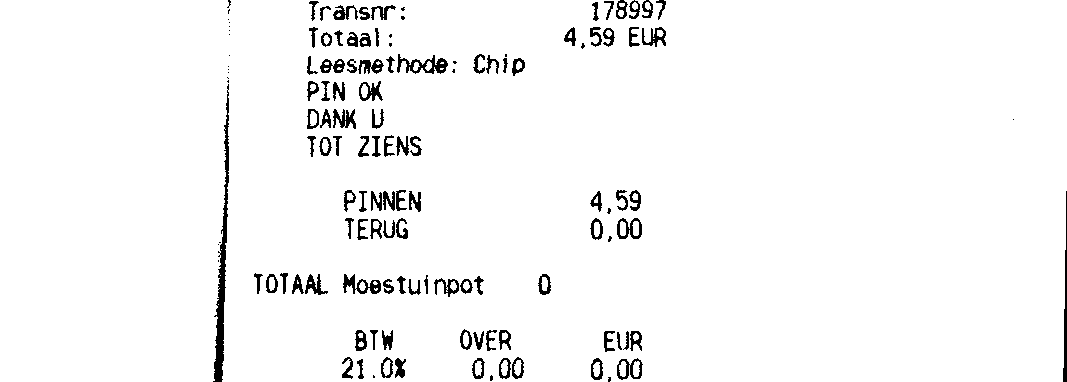 Transnr: 178997
Totaal: 4,59 EUR
Leesmethode: Chip
PIN OK
DANK U
TOT ZIENS
PINNEN 4,59
TERUG 0,00
TOTAAL Moestuinpot 0
BTW OVER EUR
21.0% 0,00 0,00